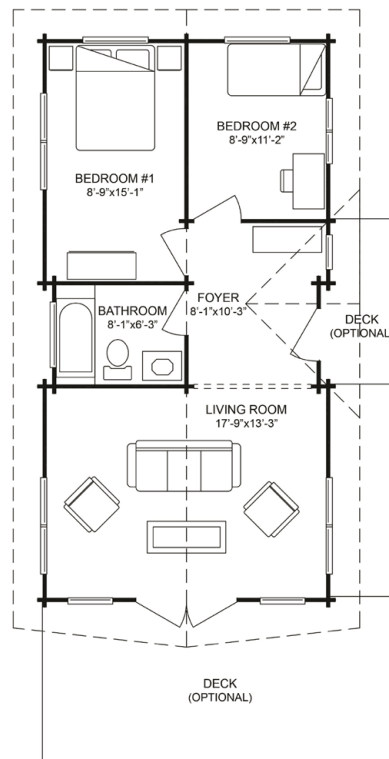 BEDROOM #2
8'-9"x11'-2"
BEDROOM #1
8'-9"x15'-1"
BATHROOM
8'-1"x6'-3"
FOYER
8'-1"x10'-3"
DECK
(OPTIONAL)
LIVING ROOM
17'-9"x13'-3"
DECK
(OPTIONAL)